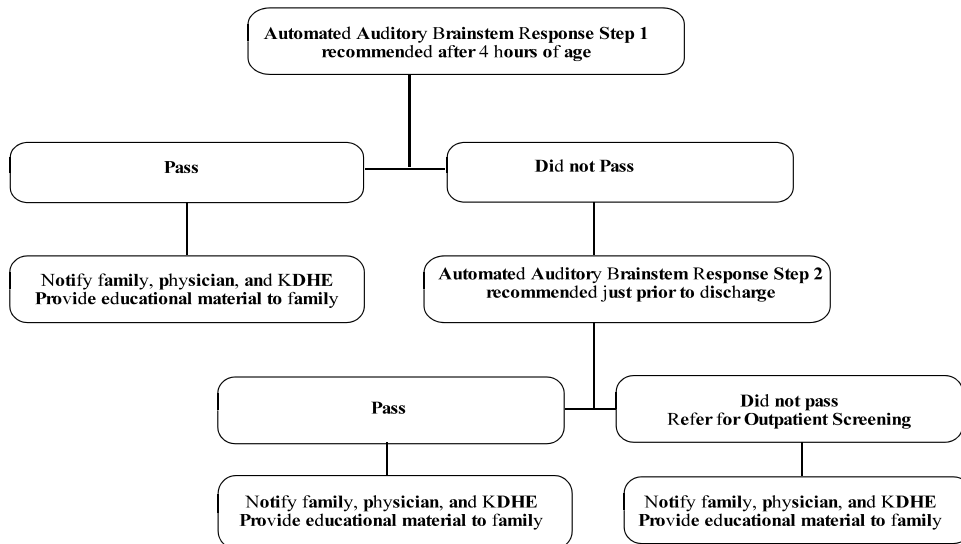 Automated Auditory Brainstem Response Step 1
recommended after 4 hours of age
Pass
Did not Pass
Notify family, physician, and KDHE
Provide educational material to family
Automated Auditory Brainstem Response Step 2
recommended just prior to discharge
Pass
Did not pass
Refer for Outpatient Screening
Notify family, physician, and KDHE
Provide educational material to family
Notify family, physician, and KDHE
Provide educational material to family